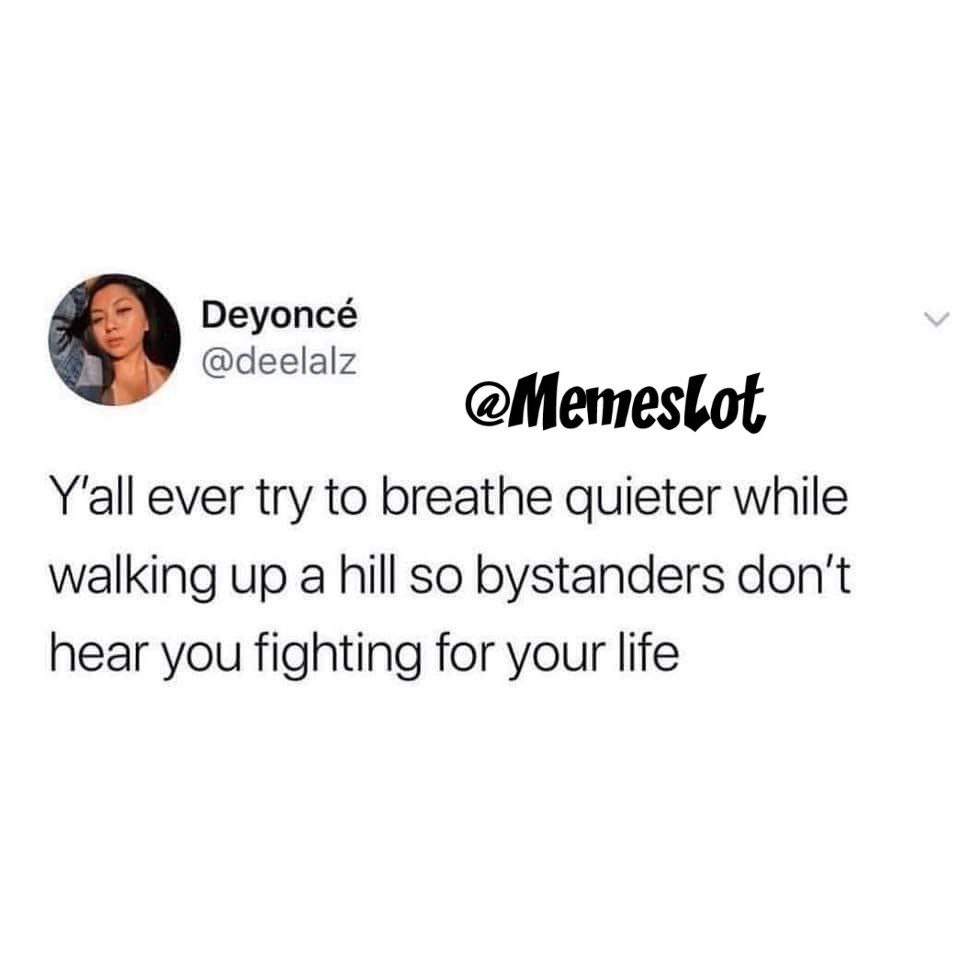 Deyoncé
@deelalz
@MemesLot
Y'all ever try to breathe quieter while
walking up a hill so bystanders don't
hear you fighting for your life